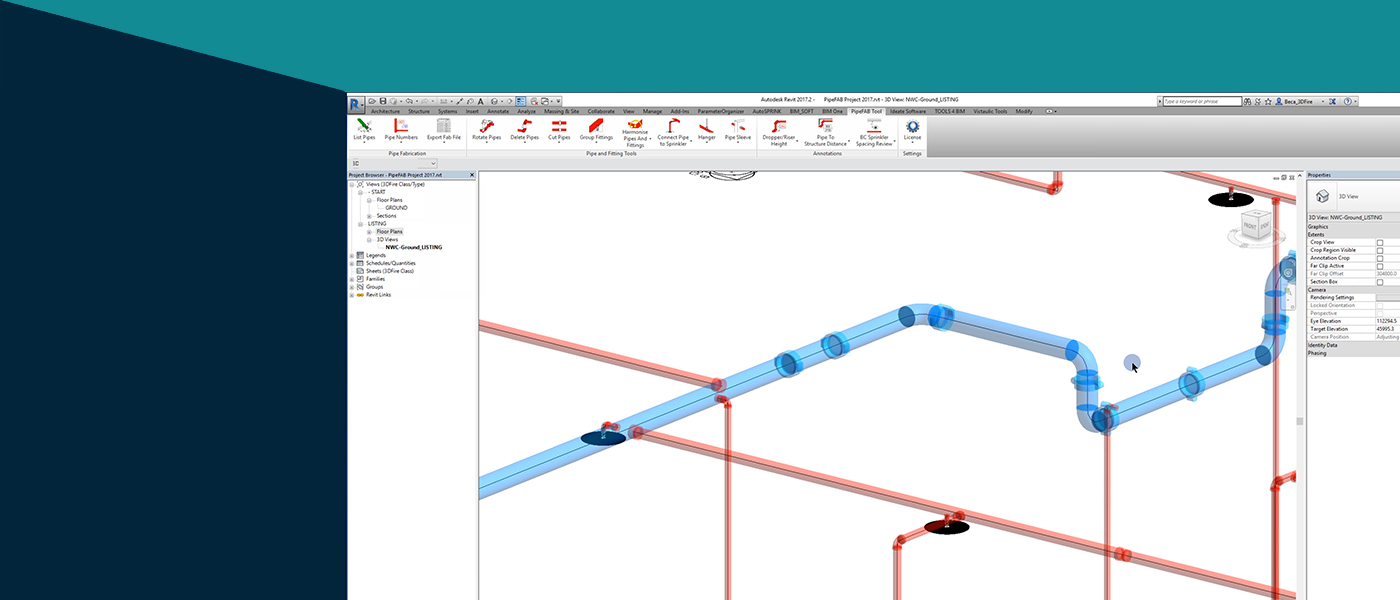 R
Autodesk Revit 2017.2 - PipeFAB Project 2017.rvt - 3D View: NWC-Ground_LISTING
Type a keyword or phrase
Beca_3DFire
Architecture Structure Systems Insert Annotate Analyze Massing & Site Collaborate View Manage Add-Ins ParameterOrganizer AutoSPRINK BIM_SOFT BIM One PipeFAB Tool Ideate Software TOOLS 4 BIM Victaulic Tools Modify
List Pipes Pipe Numbers Export Fab File Rotate Pipes Delete Pipes Cut Pipes Group Fittings Harmonise Pipes And Fittings Connect Pipe to Sprinkler Hanger Pipe Sleeve Dropper/Riser Height Pipe To Structure Distance BC Sprinkler Spacing Review License
Pipe Fabrication Pipe and Fitting Tools Annotations Settings
Project Browser - PipeFAB Project 2017.rvt
Views (3DFire Class/Type)
START
Floor Plans
GROUND
Sections
LISTING
Floor Plans
3D Views
NWC-Ground_LISTING
Legends
Schedules/Quantities
Sheets (3DFire Class)
Families
Groups
Revit Links
FRONT
Properties
3D View
3D View: NWC-Ground_LISTING
Graphics
Extents
Crop View
Crop Region Visible
Annotation Crop
Far Clip Active
Far Clip Offset 304800.0
Section Box
Camera
Rendering Settings
Locked Orientation
Perspective
Eye Elevation 112294.5
Target Elevation 45995.3
Camera Position Adjusting
Identity Data
Phasing